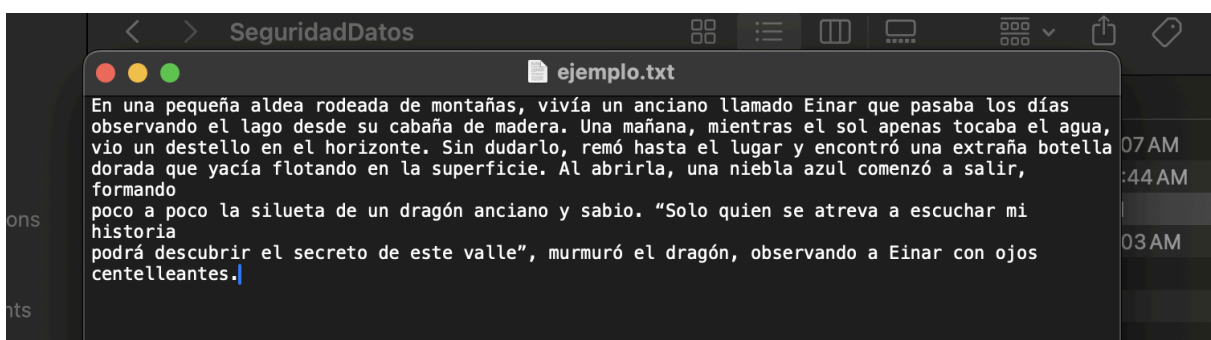 SeguridadDatos
ejemplo.txt
En una pequeña aldea rodeada de montañas, vivía un anciano llamado Einar que pasaba los días
observando el lago desde su cabaña de madera. Una mañana, mientras el sol apenas tocaba el agua,
vio un destello en el horizonte. Sin dudarlo, remó hasta el lugar y encontró una extraña botella
07 AM
dorada que yacía flotando en la superficie. Al abrirla, una niebla azul comenzó a salir,
:44 AM
formando
poco a poco la silueta de un dragón anciano y sabio. “Solo quien se atreva a escuchar mi
ons
historia
03 AM
podrá descubrir el secreto de este valle”, murmuró el dragón, observando a Einar con ojos
centelleantes.
nts